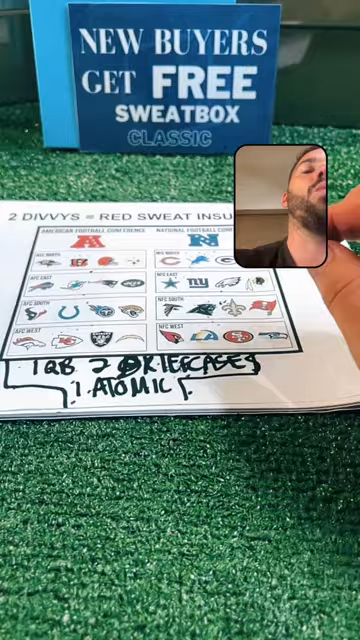 NEW BUYERS
GET FREE
SWEATBOX
CLASSIC
2 DIVVYS = RED SWEAT INSU
AMERICAN FOOTBALL CONFERENCE NATIONAL FOOTBALL CONF
AFC NORTH NFC NORTH
AFC EAST NFC EAST
AFC SOUTH NFC SOUTH
AFC WEST NFC WEST
1 QB 2 BRIEFCASES
1 ATOMIC